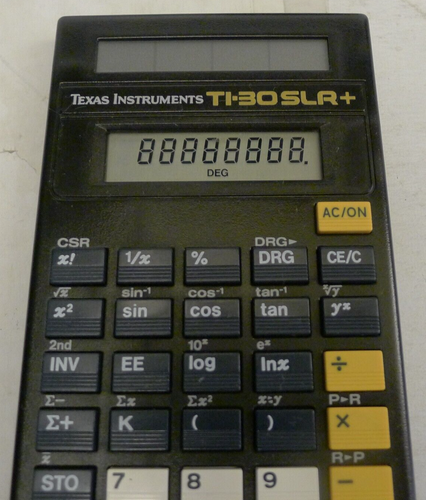 TEXAS INSTRUMENTS TI-30 SLR+
88888888.
DEG
AC/ON
CSR DRG►
x! 1/x % DRG CE/C
√x sin⁻¹ cos⁻¹ tan⁻¹ ˣ√y
x² sin cos tan yˣ
2nd 10ˣ eˣ
INV EE log lnx ÷
Σ− Σx Σx² x:y P►R
Σ+ K ( ) ×
x̅ R►P
STO 7 8 9 −